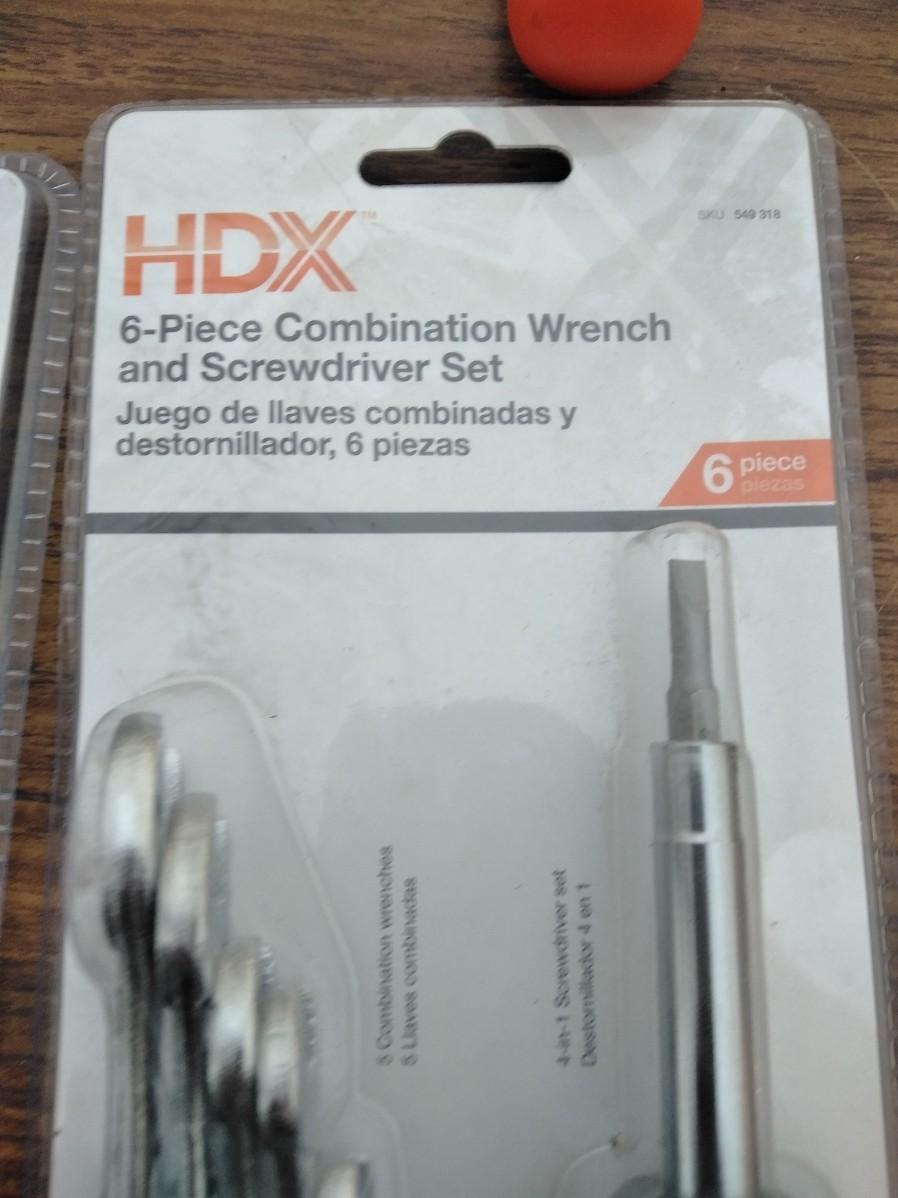 HDX™
SKU 549 318
6-Piece Combination Wrench
and Screwdriver Set
Juego de llaves combinadas y
destornillador, 6 piezas
6 piece
piezas
5 Combination wrenches
5 Llaves combinadas
4-in-1 Screwdriver set
Destornillador 4 en 1